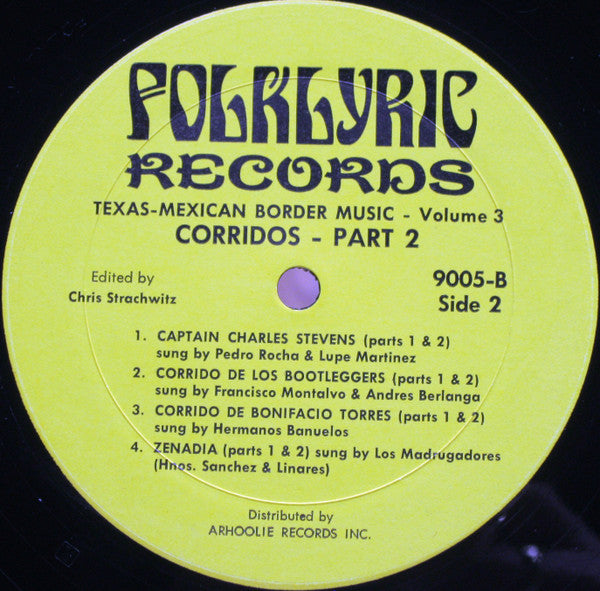 FOLKLYRIC
RECORDS
TEXAS-MEXICAN BORDER MUSIC - Volume 3
CORRIDOS - PART 2
Edited by
Chris Strachwitz
9005-B
Side 2
1. CAPTAIN CHARLES STEVENS (parts 1 & 2)
sung by Pedro Rocha & Lupe Martinez
2. CORRIDO DE LOS BOOTLEGGERS (parts 1 & 2)
sung by Francisco Montalvo & Andres Berlanga
3. CORRIDO DE BONIFACIO TORRES (parts 1 & 2)
sung by Hermanos Banuelos
4. ZENADIA (parts 1 & 2) sung by Los Madrugadores
(Hnos. Sanchez & Linares)
Distributed by
ARHOOLIE RECORDS INC.